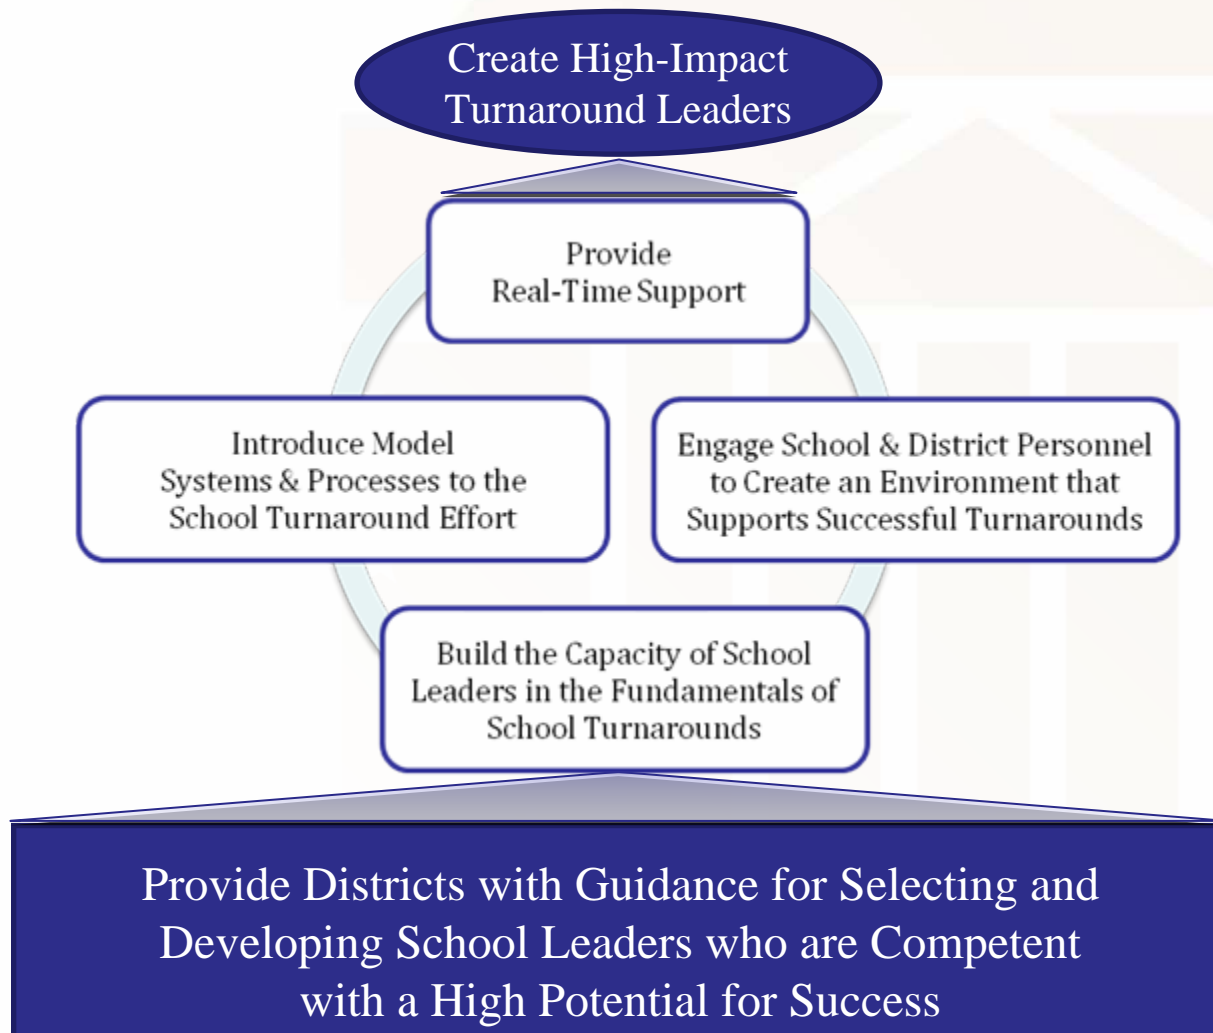 Create High-Impact
Turnaround Leaders
Provide
Real-Time Support
Introduce Model
Systems & Processes to the
School Turnaround Effort
Engage School & District Personnel
to Create an Environment that
Supports Successful Turnarounds
Build the Capacity of School
Leaders in the Fundamentals of
School Turnarounds
Provide Districts with Guidance for Selecting and
Developing School Leaders who are Competent
with a High Potential for Success